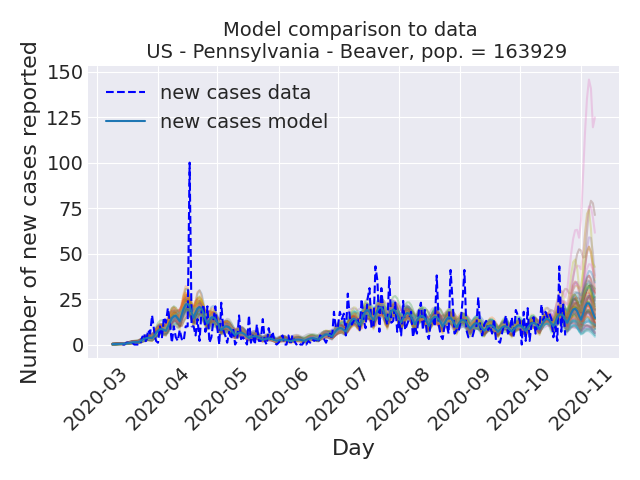 Model comparison to data
US - Pennsylvania - Beaver, pop. = 163929
Number of new cases reported
150
125
100
75
50
25
0
new cases data
new cases model
2020-03
2020-04
2020-05
2020-06
2020-07
2020-08
2020-09
2020-10
2020-11
Day